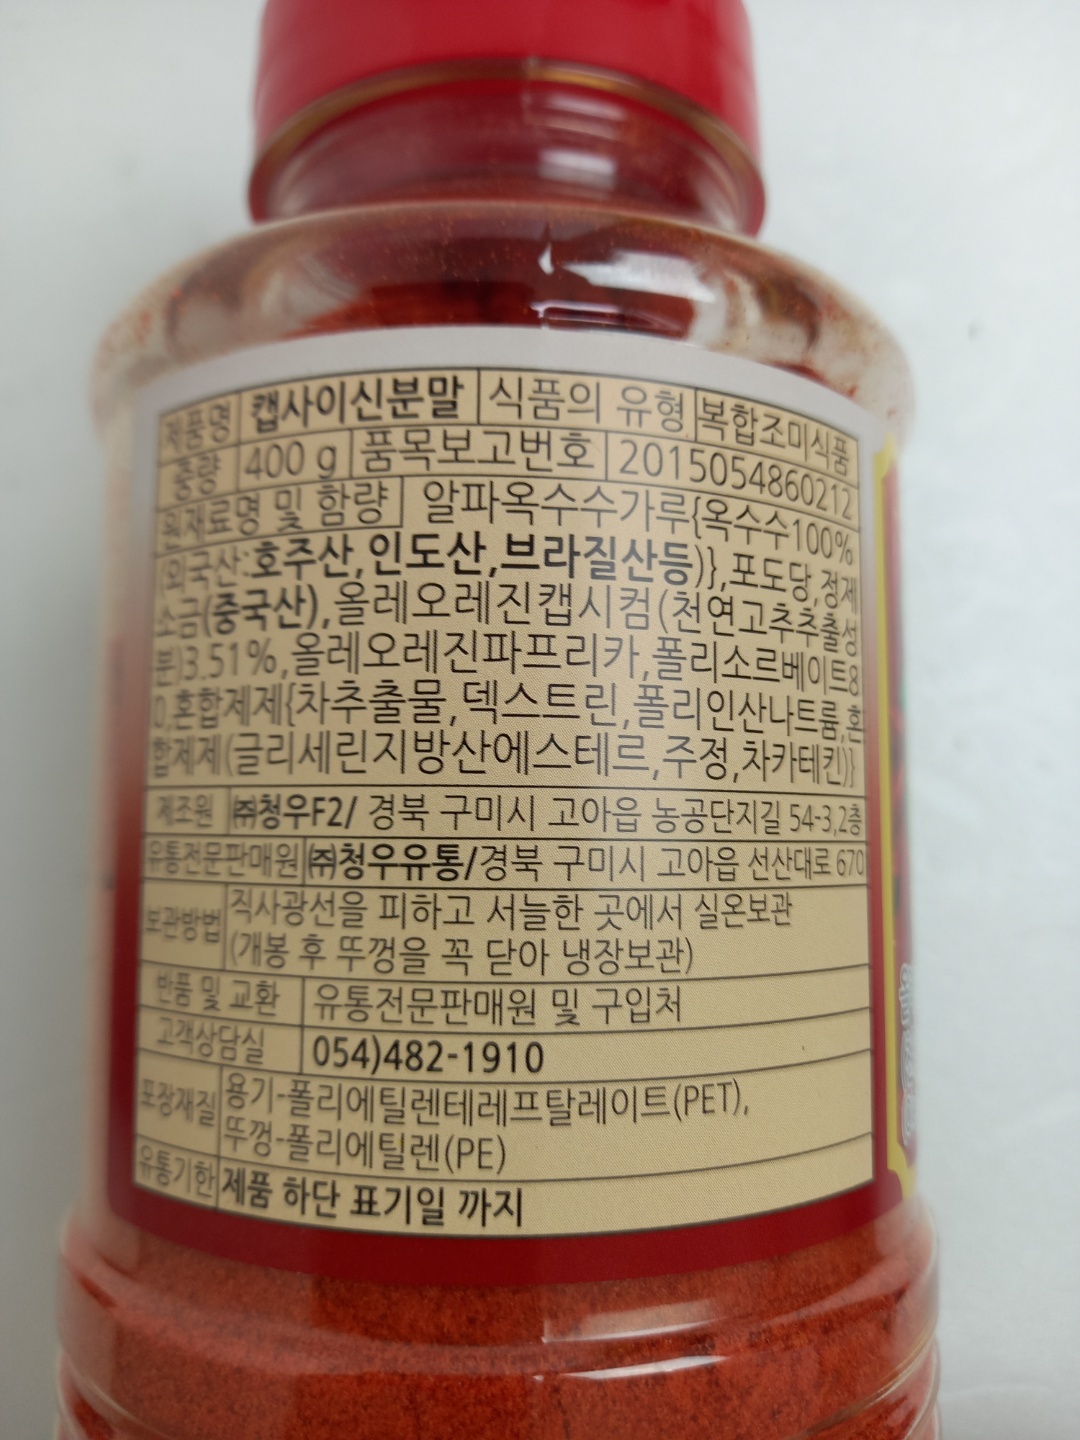 제품명 캡사이신분말 식품의 유형 복합조미식품
중량 400 g 품목보고번호 2015054860212
원재료명 및 함량 알파옥수수가루{옥수수100%
(외국산:호주산,인도산,브라질산등)},포도당,정제
소금(중국산),올레오레진캡시컴(천연고추추출성
분)3.51%,올레오레진파프리카,폴리소르베이트8
0,혼합제제{차추출물,덱스트린,폴리인산나트륨,혼
합제제(글리세린지방산에스테르,주정,차카테킨)}
제조원 ㈜청우F2/ 경북 구미시 고아읍 농공단지길 54-3,2층
유통전문판매원 ㈜청우유통/경북 구미시 고아읍 선산대로 670
보관방법 직사광선을 피하고 서늘한 곳에서 실온보관
(개봉 후 뚜껑을 꼭 닫아 냉장보관)
반품 및 교환 유통전문판매원 및 구입처
고객상담실 054)482-1910
포장재질 용기-폴리에틸렌테레프탈레이트(PET),
뚜껑-폴리에틸렌(PE)
유통기한 제품 하단 표기일 까지